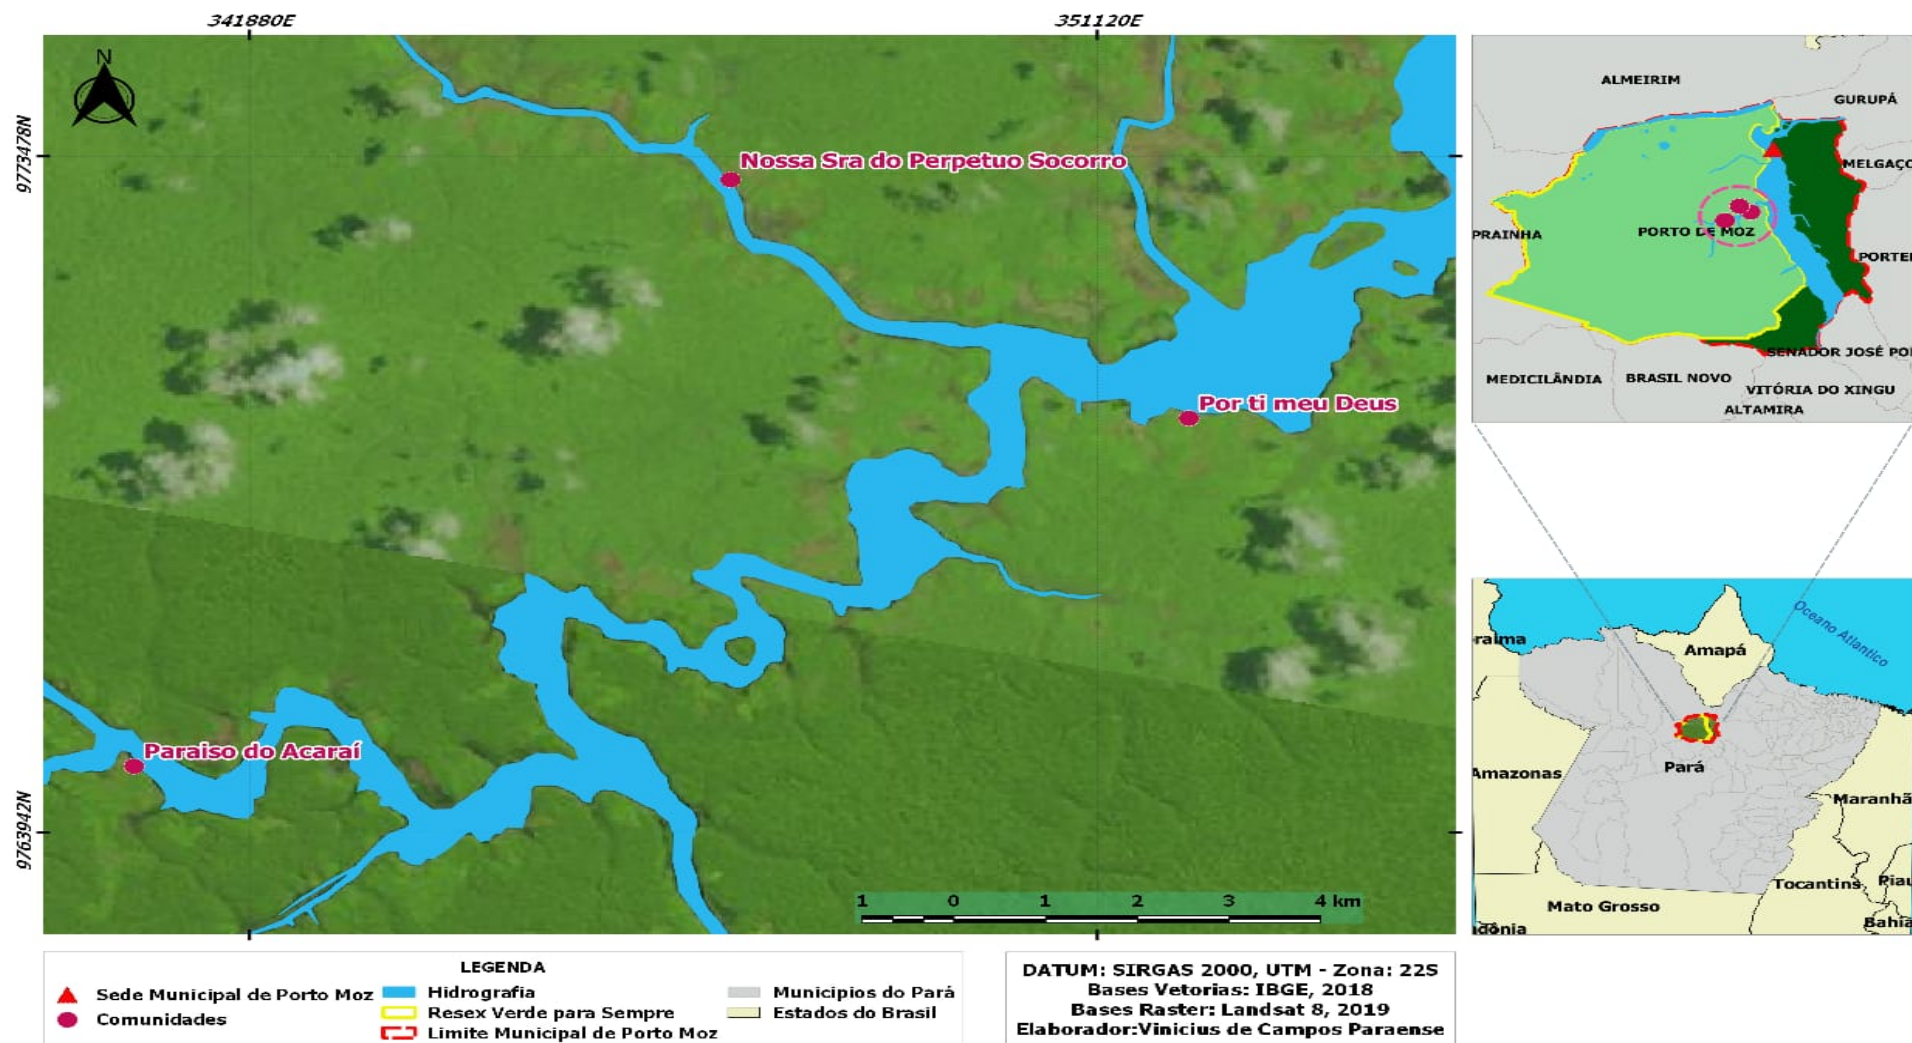 341880E
351120E
N
9773478N
9763942N
Nossa Sra do Perpetuo Socorro
Por ti meu Deus
Paraiso do Acaraí
1 0 1 2 3 4 km
ALMEIRIM
GURUPÁ
MELGAÇO
PRAINHA
PORTO DE MOZ
PORTEI
SENADOR JOSÉ POI
MEDICILÂNDIA
BRASIL NOVO
VITÓRIA DO XINGU
ALTAMIRA
Oceano Atlantico
raima
Amapá
Pará
Amazonas
Maranhã
Tocantins
Piau
Mato Grosso
Bahia
idônia
LEGENDA
Sede Municipal de Porto Moz
Comunidades
Hidrografia
Resex Verde para Sempre
Limite Municipal de Porto Moz
Municipios do Pará
Estados do Brasil
DATUM: SIRGAS 2000, UTM - Zona: 22S
Bases Vetorias: IBGE, 2018
Bases Raster: Landsat 8, 2019
Elaborador:Vinicius de Campos Paraense